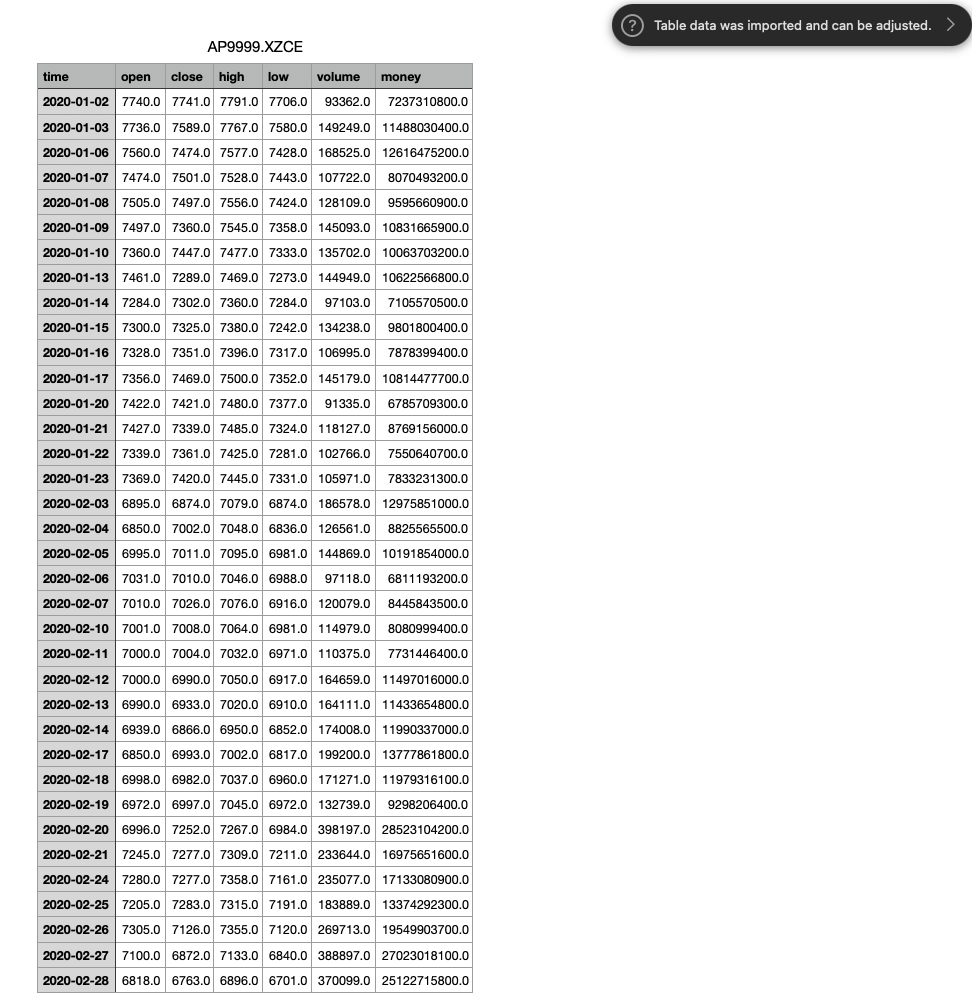 ? Table data was imported and can be adjusted. >
AP9999.XZCE
time open close high low volume money
2020-01-02 7740.0 7741.0 7791.0 7706.0 93362.0 7237310800.0
2020-01-03 7736.0 7589.0 7767.0 7580.0 149249.0 11488030400.0
2020-01-06 7560.0 7474.0 7577.0 7428.0 168525.0 12616475200.0
2020-01-07 7474.0 7501.0 7528.0 7443.0 107722.0 8070493200.0
2020-01-08 7505.0 7497.0 7556.0 7424.0 128109.0 9595660900.0
2020-01-09 7497.0 7360.0 7545.0 7358.0 145093.0 10831665900.0
2020-01-10 7360.0 7447.0 7477.0 7333.0 135702.0 10063703200.0
2020-01-13 7461.0 7289.0 7469.0 7273.0 144949.0 10622566800.0
2020-01-14 7284.0 7302.0 7360.0 7284.0 97103.0 7105570500.0
2020-01-15 7300.0 7325.0 7380.0 7242.0 134238.0 9801800400.0
2020-01-16 7328.0 7351.0 7396.0 7317.0 106995.0 7878399400.0
2020-01-17 7356.0 7469.0 7500.0 7352.0 145179.0 10814477700.0
2020-01-20 7422.0 7421.0 7480.0 7377.0 91335.0 6785709300.0
2020-01-21 7427.0 7339.0 7485.0 7324.0 118127.0 8769156000.0
2020-01-22 7339.0 7361.0 7425.0 7281.0 102766.0 7550640700.0
2020-01-23 7369.0 7420.0 7445.0 7331.0 105971.0 7833231300.0
2020-02-03 6895.0 6874.0 7079.0 6874.0 186578.0 12975851000.0
2020-02-04 6850.0 7002.0 7048.0 6836.0 126561.0 8825565500.0
2020-02-05 6995.0 7011.0 7095.0 6981.0 144869.0 10191854000.0
2020-02-06 7031.0 7010.0 7046.0 6988.0 97118.0 6811193200.0
2020-02-07 7010.0 7026.0 7076.0 6916.0 120079.0 8445843500.0
2020-02-10 7001.0 7008.0 7064.0 6981.0 114979.0 8080999400.0
2020-02-11 7000.0 7004.0 7032.0 6971.0 110375.0 7731446400.0
2020-02-12 7000.0 6990.0 7050.0 6917.0 164659.0 11497016000.0
2020-02-13 6990.0 6933.0 7020.0 6910.0 164111.0 11433654800.0
2020-02-14 6939.0 6866.0 6950.0 6852.0 174008.0 11990337000.0
2020-02-17 6850.0 6993.0 7002.0 6817.0 199200.0 13777861800.0
2020-02-18 6998.0 6982.0 7037.0 6960.0 171271.0 11979316100.0
2020-02-19 6972.0 6997.0 7045.0 6972.0 132739.0 9298206400.0
2020-02-20 6996.0 7252.0 7267.0 6984.0 398197.0 28523104200.0
2020-02-21 7245.0 7277.0 7309.0 7211.0 233644.0 16975651600.0
2020-02-24 7280.0 7277.0 7358.0 7161.0 235077.0 17133080900.0
2020-02-25 7205.0 7283.0 7315.0 7191.0 183889.0 13374292300.0
2020-02-26 7305.0 7126.0 7355.0 7120.0 269713.0 19549903700.0
2020-02-27 7100.0 6872.0 7133.0 6840.0 388897.0 27023018100.0
2020-02-28 6818.0 6763.0 6896.0 6701.0 370099.0 25122715800.0